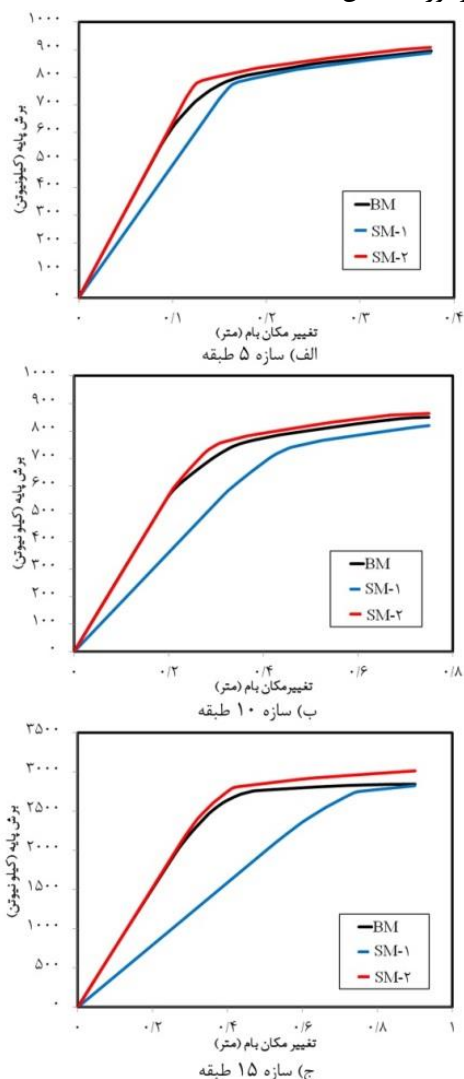 ۱۰۰۰
۹۰۰
۸۰۰
۷۰۰
۶۰۰
۵۰۰
۴۰۰
۳۰۰
۲۰۰
۱۰۰
۰
برش پایه (کیلونیوتن)
BM
SM-۱
SM-۲
۰ ۰/۱ ۰/۲ ۰/۳ ۰/۴
تغییر مکان بام (متر)
الف) سازه ۵ طبقه
۱۰۰۰
۹۰۰
۸۰۰
۷۰۰
۶۰۰
۵۰۰
۴۰۰
۳۰۰
۲۰۰
۱۰۰
۰
برش پایه (کیلو نیوتن)
BM
SM-۱
SM-۲
۰ ۰/۲ ۰/۴ ۰/۶ ۰/۸
تغییرمکان بام (متر)
ب) سازه ۱۰ طبقه
۳۵۰۰
۳۰۰۰
۲۵۰۰
۲۰۰۰
۱۵۰۰
۱۰۰۰
۵۰۰
۰
برش پایه (کیلو نیوتن)
BM
SM-۱
SM-۲
۰ ۰/۲ ۰/۴ ۰/۶ ۰/۸ ۱
تغییر مکان بام (متر)
ج) سازه ۱۵ طبقه